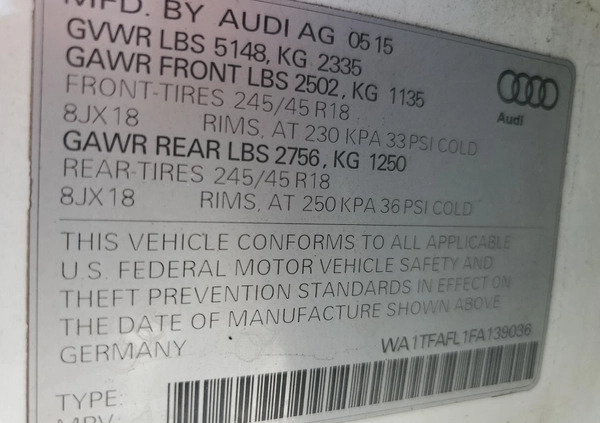 MFD. BY AUDI AG 05 15
GVWR LBS 5148, KG 2335
GAWR FRONT LBS 2502, KG 1135
FRONT-TIRES 245/45 R18
8JX18 RIMS, AT 230 KPA 33 PSI COLD
GAWR REAR LBS 2756, KG 1250
REAR-TIRES 245/45 R18
8JX18 RIMS, AT 250 KPA 36 PSI COLD
Audi
THIS VEHICLE CONFORMS TO ALL APPLICABLE
U.S. FEDERAL MOTOR VEHICLE SAFETY AND
THEFT PREVENTION STANDARDS IN EFFECT ON
THE DATE OF MANUFACTURE SHOWN ABOVE
GERMANY WA1TFAFL1FA139036
TYPE: